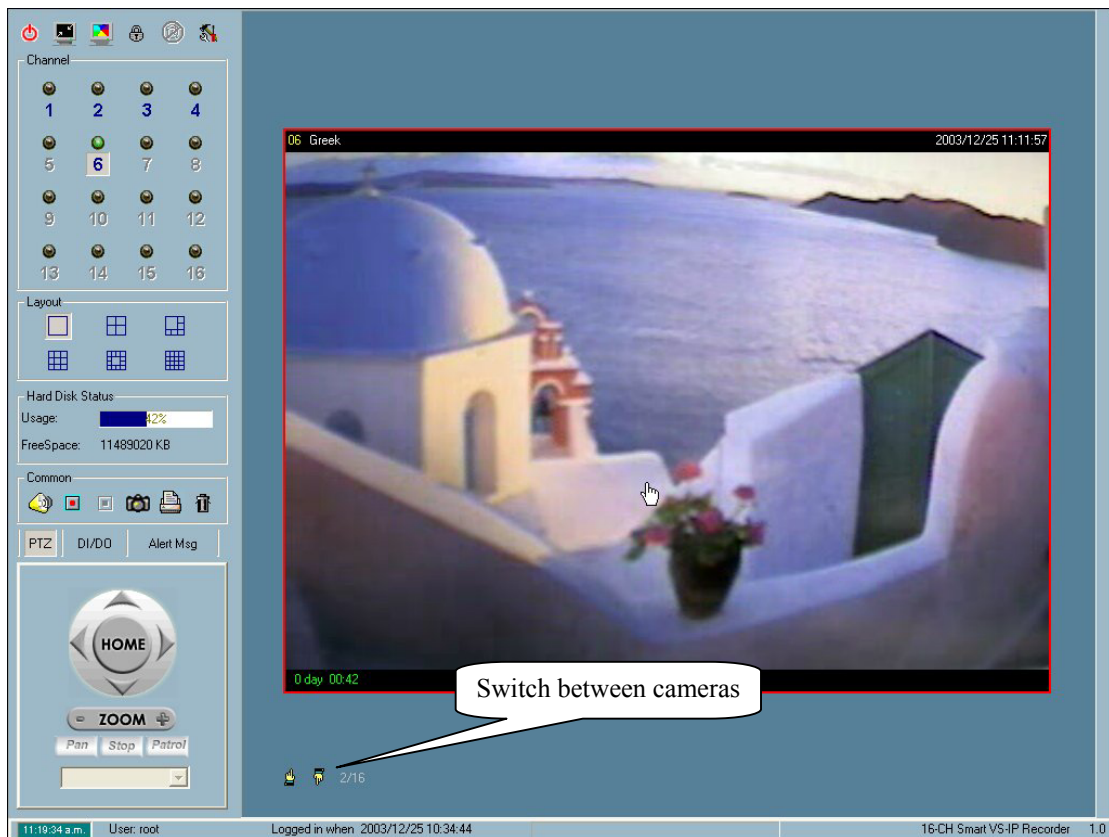 Channel
1 2 3 4
5 6 7 8
9 10 11 12
13 14 15 16
Layout
Hard Disk Status
Usage: 42%
FreeSpace: 11489020 KB
Common
PTZ DI/DO Alert Msg
HOME
ZOOM
Pan Stop Patrol
06 Greek 2003/12/25 11:11:57
0 day 00:42
Switch between cameras
2/16
11:19:34 a.m. User: root Logged in when 2003/12/25 10:34:44 16-CH Smart VS-IP Recorder 1.0